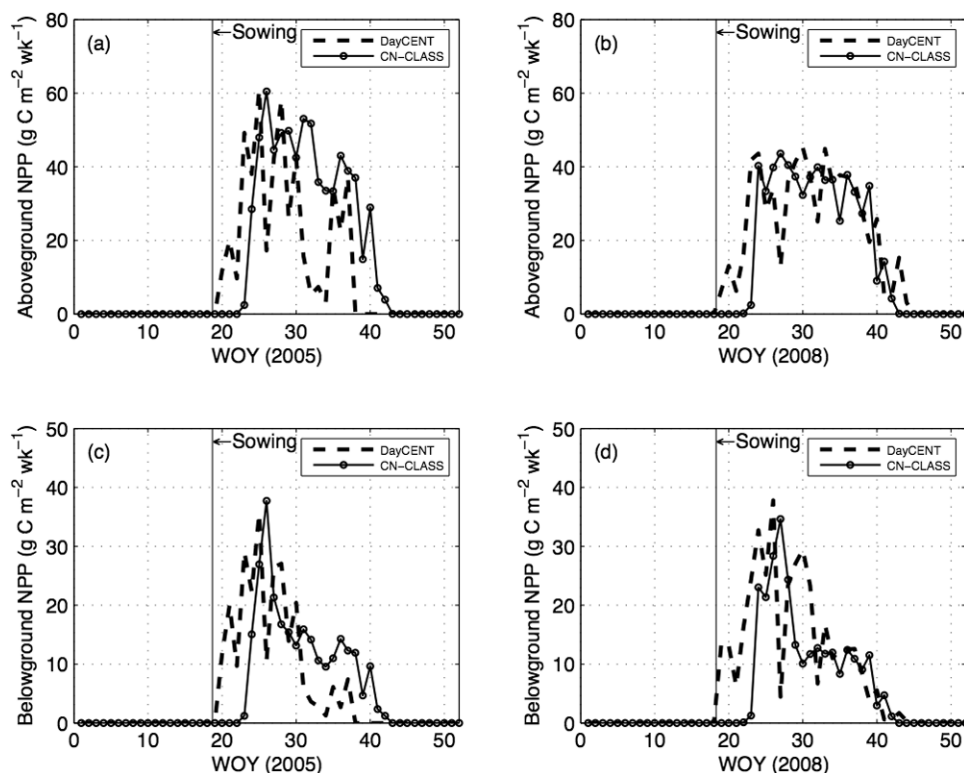 (a)
←Sowing
DayCENT
CN−CLASS
Aboveground NPP (g C m−2 wk−1)
80
60
40
20
0
0 10 20 30 40 50
WOY (2005)
(b)
←Sowing
DayCENT
CN−CLASS
Aboveground NPP (g C m−2 wk−1)
80
60
40
20
0
0 10 20 30 40 50
WOY (2008)
(c)
←Sowing
DayCENT
CN−CLASS
Belowground NPP (g C m−2 wk−1)
50
40
30
20
10
0
0 10 20 30 40 50
WOY (2005)
(d)
←Sowing
DayCENT
CN−CLASS
Belowground NPP (g C m−2 wk−1)
50
40
30
20
10
0
0 10 20 30 40 50
WOY (2008)